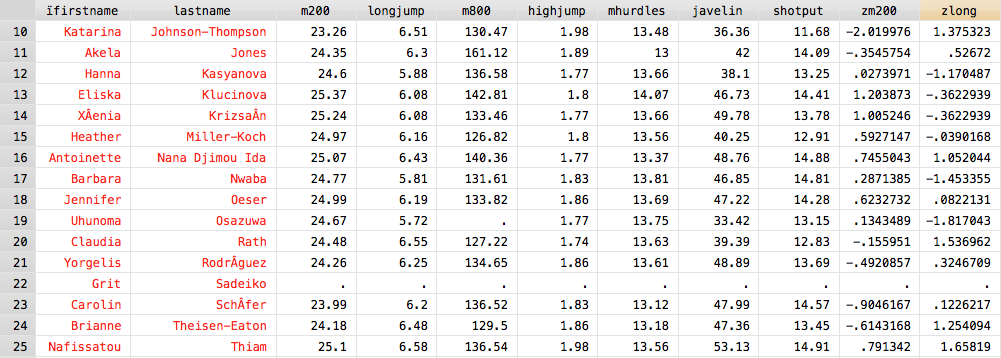 ïfirstname lastname m200 longjump m800 highjump mhurdles javelin shotput zm200 zlong
10 Katarina Johnson-Thompson 23.26 6.51 130.47 1.98 13.48 36.36 11.68 -2.019976 1.375323
11 Akela Jones 24.35 6.3 161.12 1.89 13 42 14.09 -.3545754 .52672
12 Hanna Kasyanova 24.6 5.88 136.58 1.77 13.66 38.1 13.25 .0273971 -1.170487
13 Eliska Klucinova 25.37 6.08 142.81 1.8 14.07 46.73 14.41 1.203873 -.3622939
14 XÂenia KrizsaÂn 25.24 6.08 133.46 1.77 13.66 49.78 13.78 1.005246 -.3622939
15 Heather Miller-Koch 24.97 6.16 126.82 1.8 13.56 40.25 12.91 .5927147 -.0390168
16 Antoinette Nana Djimou Ida 25.07 6.43 140.36 1.77 13.37 48.76 14.88 .7455043 1.052044
17 Barbara Nwaba 24.77 5.81 131.61 1.83 13.81 46.85 14.81 .2871385 -1.453355
18 Jennifer Oeser 24.99 6.19 133.82 1.86 13.69 47.22 14.28 .6232732 .0822131
19 Uhunoma Osazuwa 24.67 5.72 . 1.77 13.75 33.42 13.15 .1343489 -1.817043
20 Claudia Rath 24.48 6.55 127.22 1.74 13.63 39.39 12.83 -.155951 1.536962
21 Yorgelis RodrÂguez 24.26 6.25 134.65 1.86 13.61 48.89 13.69 -.4920857 .3246709
22 Grit Sadeiko . . . . . . . . .
23 Carolin SchÂfer 23.99 6.2 136.52 1.83 13.12 47.99 14.57 -.9046167 .1226217
24 Brianne Theisen-Eaton 24.18 6.48 129.5 1.86 13.18 47.36 13.45 -.6143168 1.254094
25 Nafissatou Thiam 25.1 6.58 136.54 1.98 13.56 53.13 14.91 .791342 1.65819